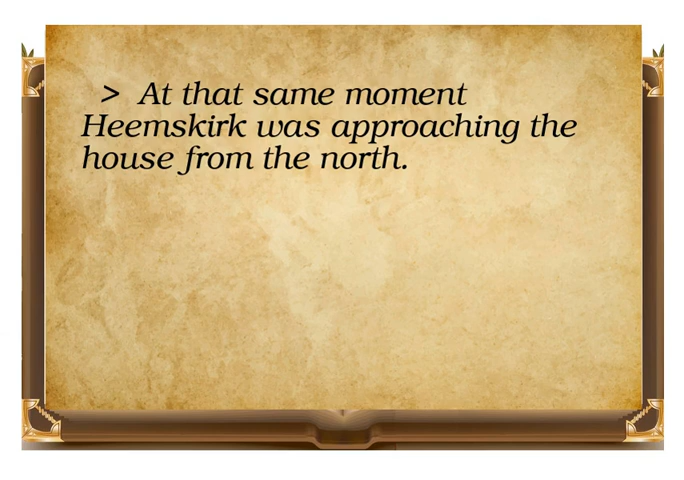 > At that same moment
Heemskirk was approaching the
house from the north.